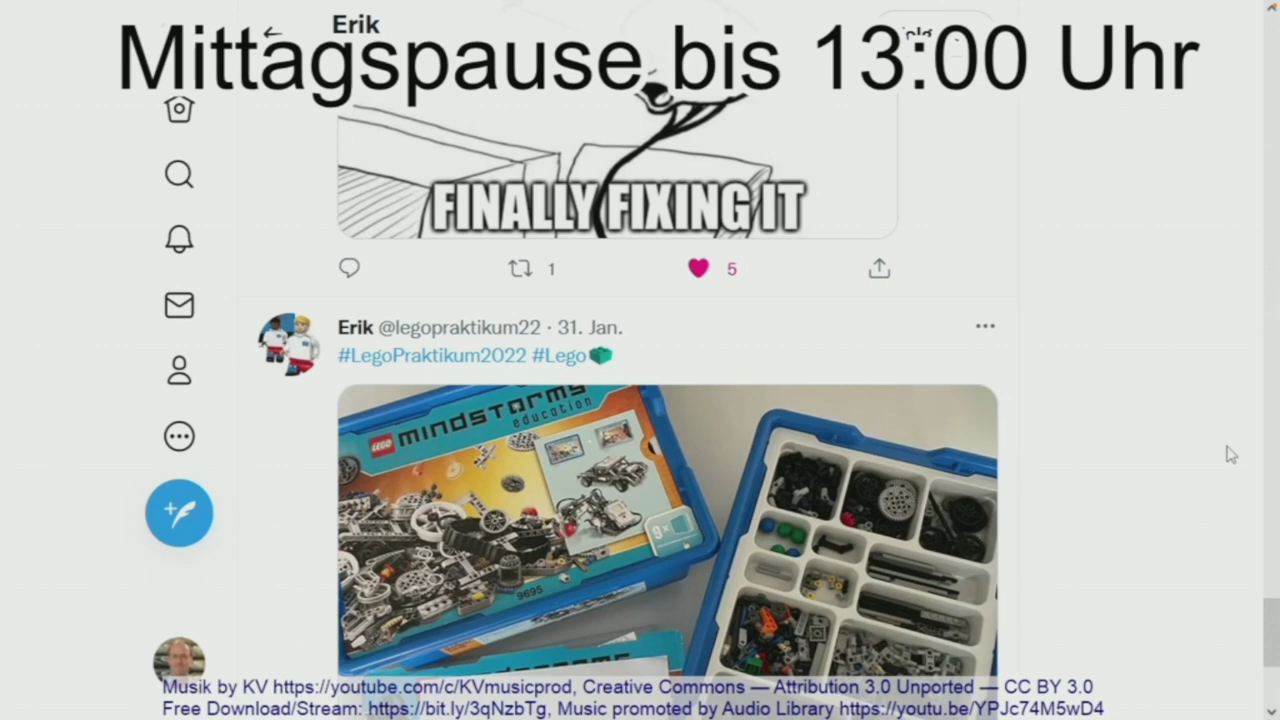 Erik
Mittagspause bis 13:00 Uhr
FINALLY FIXING IT
1
5
Erik @legopraktikum22 · 31. Jan.
#LegoPraktikum2022 #Lego
LEGO mindstorms
education
9695
Musik by KV https://youtube.com/c/KVmusicprod, Creative Commons — Attribution 3.0 Unported — CC BY 3.0
Free Download/Stream: https://bit.ly/3qNzbTg, Music promoted by Audio Library https://youtu.be/YPJc74M5wD4